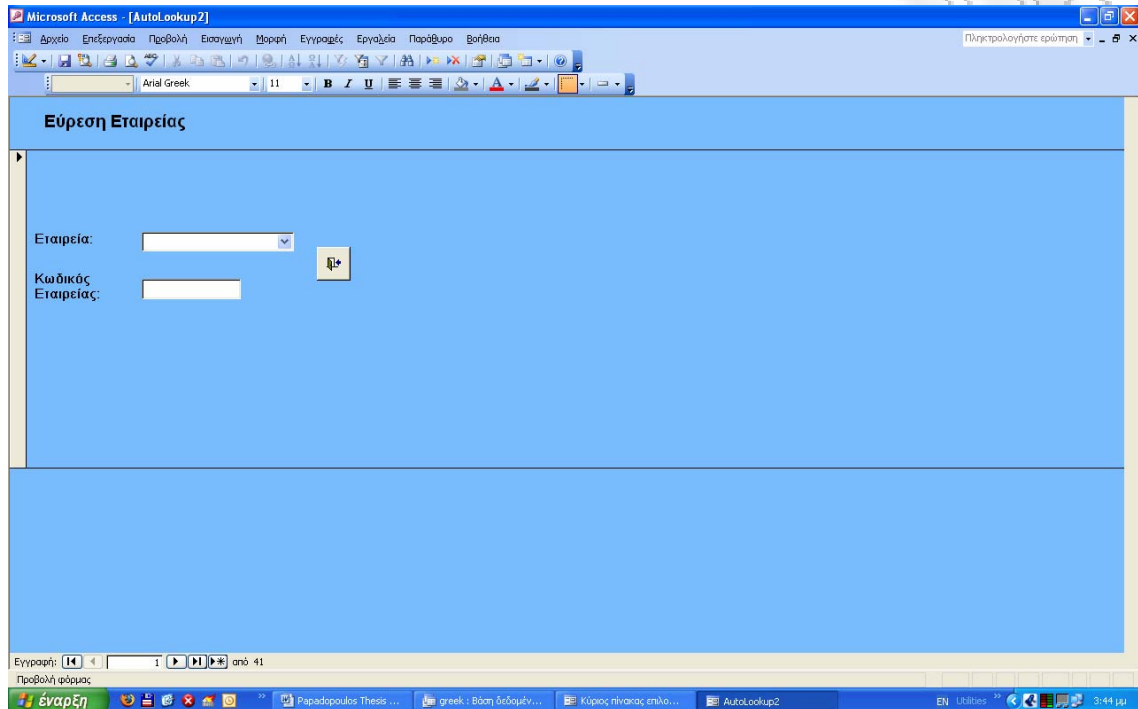 Microsoft Access - [AutoLookup2]
Αρχείο Επεξεργασία Προβολή Εισαγωγή Μορφή Εγγραφές Εργαλεία Παράθυρο Βοήθεια Πληκτρολογήστε ερώτηση
Arial Greek 11 B I U
Εύρεση Εταιρείας
Εταιρεία:
Κωδικός
Εταιρείας:
Εγγραφή: 1 από 41
Προβολή φόρμας
έναρξη Papadopoulos Thesis ... greek : Βάση δεδομέν... Κύριος πίνακας επιλο... AutoLookup2 EN Utilities 3:44 μμ